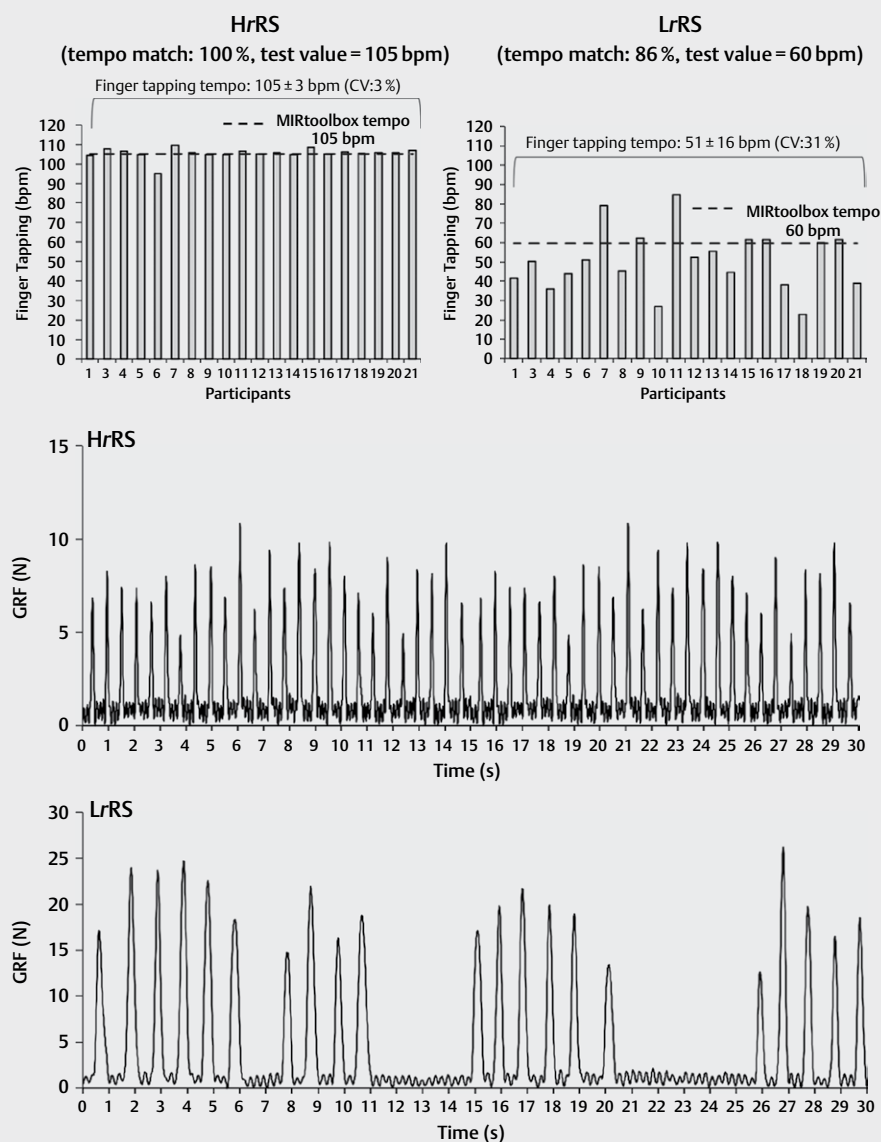 HrRS
(tempo match: 100 %, test value = 105 bpm)
Finger tapping tempo: 105 ± 3 bpm (CV:3 %)
MIRtoolbox tempo
105 bpm
Finger Tapping (bpm)
120
110
100
90
80
70
60
50
40
30
20
10
0
1 3 4 5 6 7 8 9 10 11 12 13 14 15 16 17 18 19 20 21
Participants
LrRS
(tempo match: 86 %, test value = 60 bpm)
Finger tapping tempo: 51 ± 16 bpm (CV:31 %)
MIRtoolbox tempo
60 bpm
Finger Tapping (bpm)
120
110
100
90
80
70
60
50
40
30
20
10
0
1 3 4 5 6 7 8 9 10 11 12 13 14 15 16 17 18 19 20 21
Participants
HrRS
GRF (N)
15
10
5
0
0 1 2 3 4 5 6 7 8 9 10 11 12 13 14 15 16 17 18 19 20 21 22 23 24 25 26 27 28 29 30
Time (s)
LrRS
GRF (N)
30
25
20
15
10
5
0
0 1 2 3 4 5 6 7 8 9 10 11 12 13 14 15 16 17 18 19 20 21 22 23 24 25 26 27 28 29 30
Time (s)